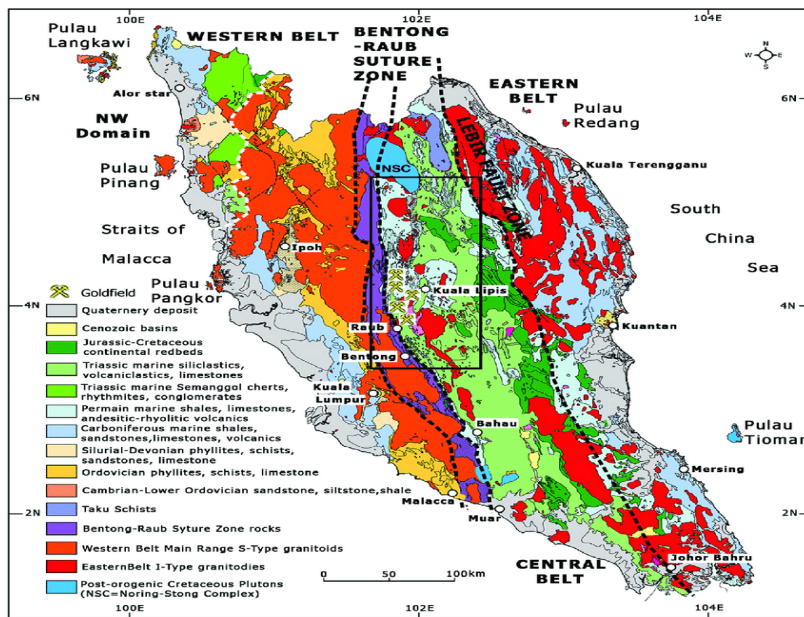 100E
102E
104E
Pulau
Langkawi
WESTERN BELT
BENTONG
-RAUB
SUTURE
ZONE
N
W
E
S
Alor star
6N
6N
EASTERN
BELT
Pulau
Redang
NW
Domain
LEBIR FAULT ZONE
Kuala Terengganu
NSC
Pulau
Pinang
South
China
Sea
Straits of
Malacca
Ipoh
Pulau
Pangkor
Kuala Lipis
4N
4N
Kuantan
Raub
Bentong
Kuala
Lumpur
Bahau
Pulau
Tioman
Mersing
Malacca
Muar
2N
2N
CENTRAL
BELT
Johor Bahru
Goldfield
Quaternary deposit
Cenozoic basins
Jurassic-Cretaceous
continental redbeds
Triassic marine siliclastics,
volcaniclastics, limestones
Triassic marine Semanggol cherts,
rhythmites, conglomerates
Permain marine shales, limestones,
andesitic-rhyolitic volcanics
Carboniferous marine shales,
sandstones,limestones, volcanics
Silurial-Devonian phyllites, schists,
sandstones, limestone
Ordovician phyllites, schists, limestone
Cambrian-Lower Ordovician sandstone, siltstone,shale
Taku Schists
Bentong-Raub Syture Zone rocks
Western Belt Main Range S-Type granitoids
EasternBelt I-Type granitodies
Post-orogenic Cretaceous Plutons
(NSC=Noring-Stong Complex)
0
50
100km
100E
102E
104E